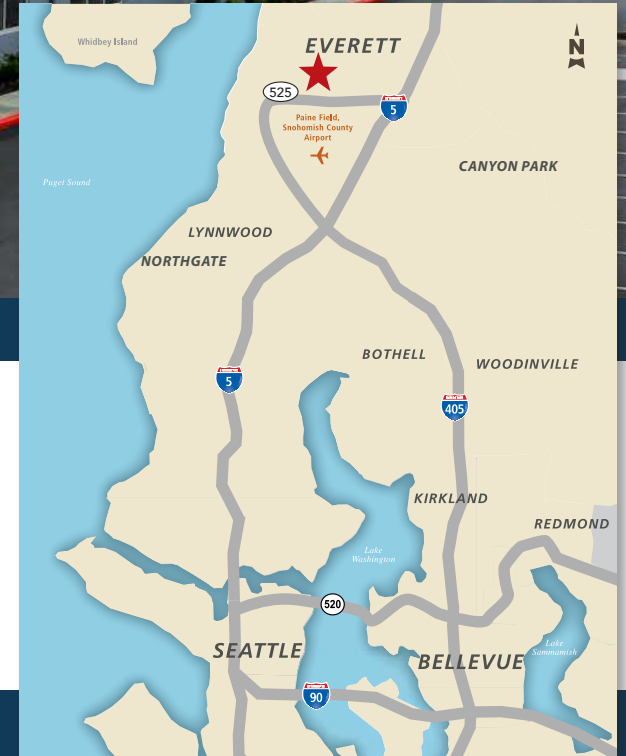 Whidbey Island
EVERETT
N
525
5
Paine Field,
Snohomish County
Airport
CANYON PARK
Puget Sound
LYNNWOOD
NORTHGATE
BOTHELL
WOODINVILLE
5
405
KIRKLAND
REDMOND
Lake
Washington
520
SEATTLE
BELLEVUE
Lake
Sammamish
90